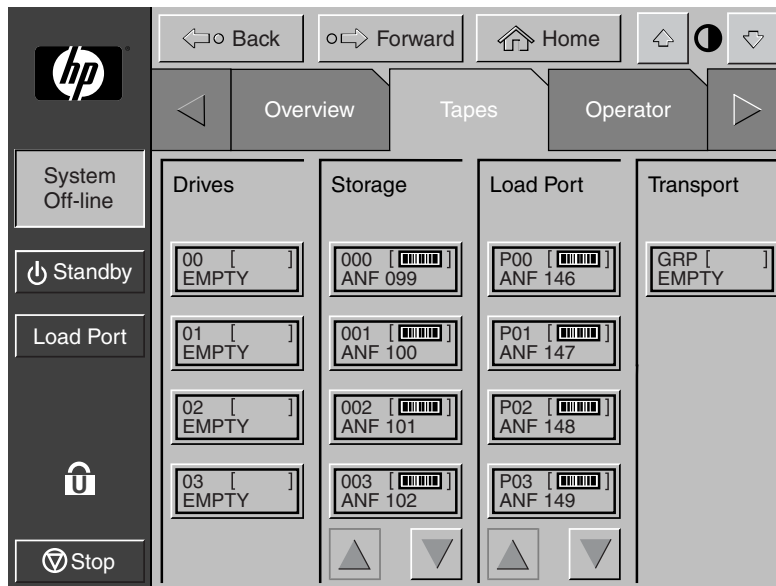 Back
Forward
Home
hp
Overview
Tapes
Operator
System
Off-line
Standby
Load Port
U
Stop
Drives
00 [ ]
EMPTY
01 [ ]
EMPTY
02 [ ]
EMPTY
03 [ ]
EMPTY
Storage
000 [ ]
ANF 099
001 [ ]
ANF 100
002 [ ]
ANF 101
003 [ ]
ANF 102
Load Port
P00 [ ]
ANF 146
P01 [ ]
ANF 147
P02 [ ]
ANF 148
P03 [ ]
ANF 149
Transport
GRP [ ]
EMPTY